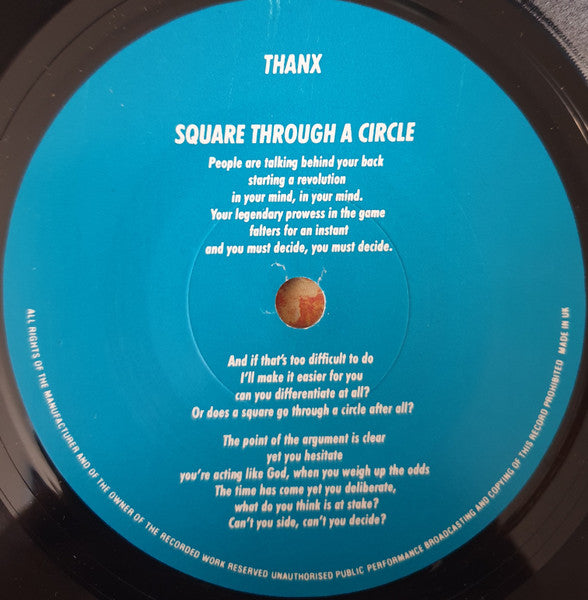 THANX
SQUARE THROUGH A CIRCLE
People are talking behind your back
starting a revolution
in your mind, in your mind.
Your legendary prowess in the game
falters for an instant
and you must decide, you must decide.
And if that's too difficult to do
I'll make it easier for you
can you differentiate at all?
Or does a square go through a circle after all?
The point of the argument is clear
yet you hesitate
you're acting like God, when you weigh up the odds
The time has come yet you deliberate,
what do you think is at stake?
Can't you side, can't you decide?
ALL RIGHTS OF THE MANUFACTURER AND OF THE OWNER OF THE RECORDED WORK RESERVED UNAUTHORISED PUBLIC PERFORMANCE BROADCASTING AND COPYING OF THIS RECORD PROHIBITED MADE IN UK